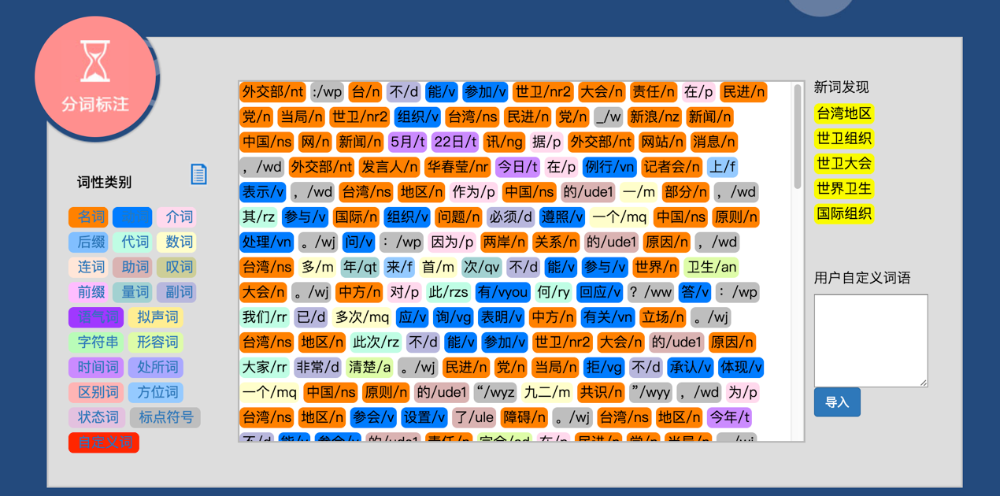 分词标注
词性类别
名词 动词 介词
后缀 代词 数词
连词 助词 叹词
前缀 量词 副词
语气词 拟声词
字符串 形容词
时间词 处所词
区别词 方位词
状态词 标点符号
自定义词
外交部/nt :/wp 台/n 不/d 能/v 参加/v 世卫/nr2 大会/n 责任/n 在/p 民进/n
党/n 当局/n 世卫/nr2 组织/v 台湾/ns 民进/n 党/n _/w 新浪/nz 新闻/n
中国/ns 网/n 新闻/n 5月/t 22日/t 讯/ng 据/p 外交部/nt 网站/n 消息/n
，/wd 外交部/nt 发言人/n 华春莹/nr 今日/t 在/p 例行/vn 记者会/n 上/f
表示/v ，/wd 台湾/ns 地区/n 作为/p 中国/ns 的/ude1 一/m 部分/n ，/wd
其/rz 参与/v 国际/n 组织/v 问题/n 必须/d 遵照/v 一个/mq 中国/ns 原则/n
处理/vn 。/wj 问/v ：/wp 因为/p 两岸/n 关系/n 的/ude1 原因/n ，/wd
台湾/ns 多/m 年/qt 来/f 首/m 次/qv 不/d 能/v 参与/v 世界/n 卫生/an
大会/n 。/wj 中方/n 对/p 此/rzs 有/vyou 何/ry 回应/v ？/ww 答/v ：/wp
我们/rr 已/d 多次/mq 应/v 询/vg 表明/v 中方/n 有关/vn 立场/n 。/wj
台湾/ns 地区/n 此次/rz 不/d 能/v 参加/v 世卫/nr2 大会/n 的/ude1 原因/n
大家/rr 非常/d 清楚/a 。/wj 民进/n 党/n 当局/n 拒/vg 不/d 承认/v 体现/v
一个/mq 中国/ns 原则/n 的/ude1 “/wyz 九二/m 共识/n ”/wyy ，/wd 为/p
台湾/ns 地区/n 参会/v 设置/v 了/ule 障碍/n 。/wj 台湾/ns 地区/n 今年/t
不/d 能/v 参会/v 的/ude1 责任/n 完全/ad 在/p 民进/n 党/n 当局/n 。/wj
新词发现
台湾地区
世卫组织
世卫大会
世界卫生
国际组织
用户自定义词语
导入